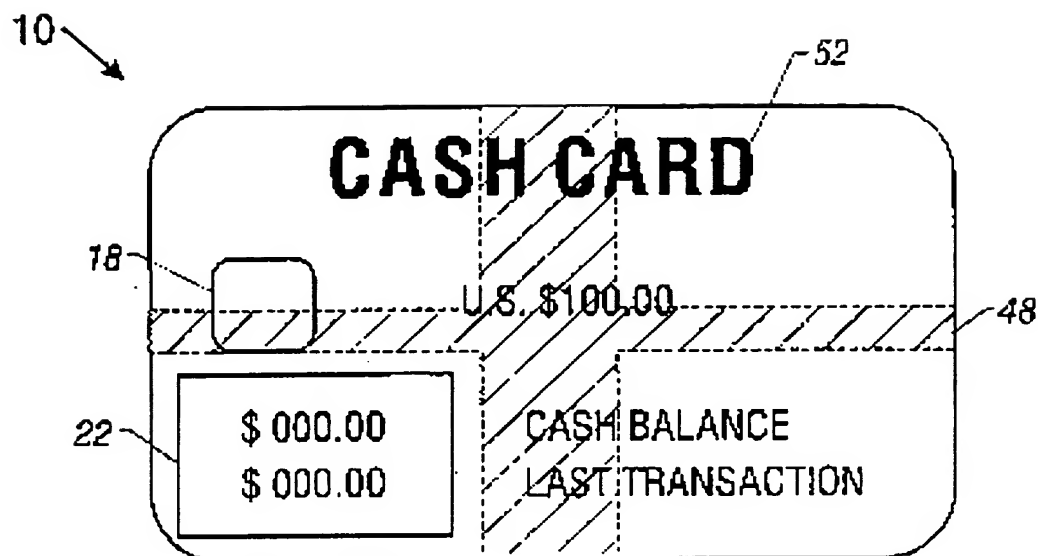 10
52
CASH CARD
18
U.S. $100.00
48
22
$ 000.00 CASH BALANCE
$ 000.00 LAST TRANSACTION